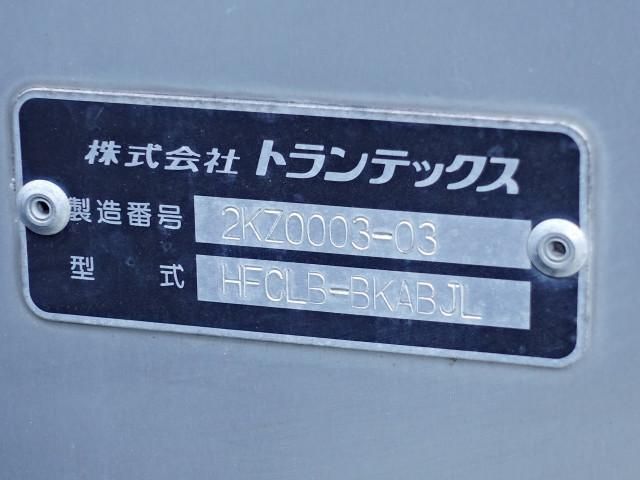 株式会社 トランテックス
製造番号 2KZ0003-03
型式 HFCLB-BKABJL